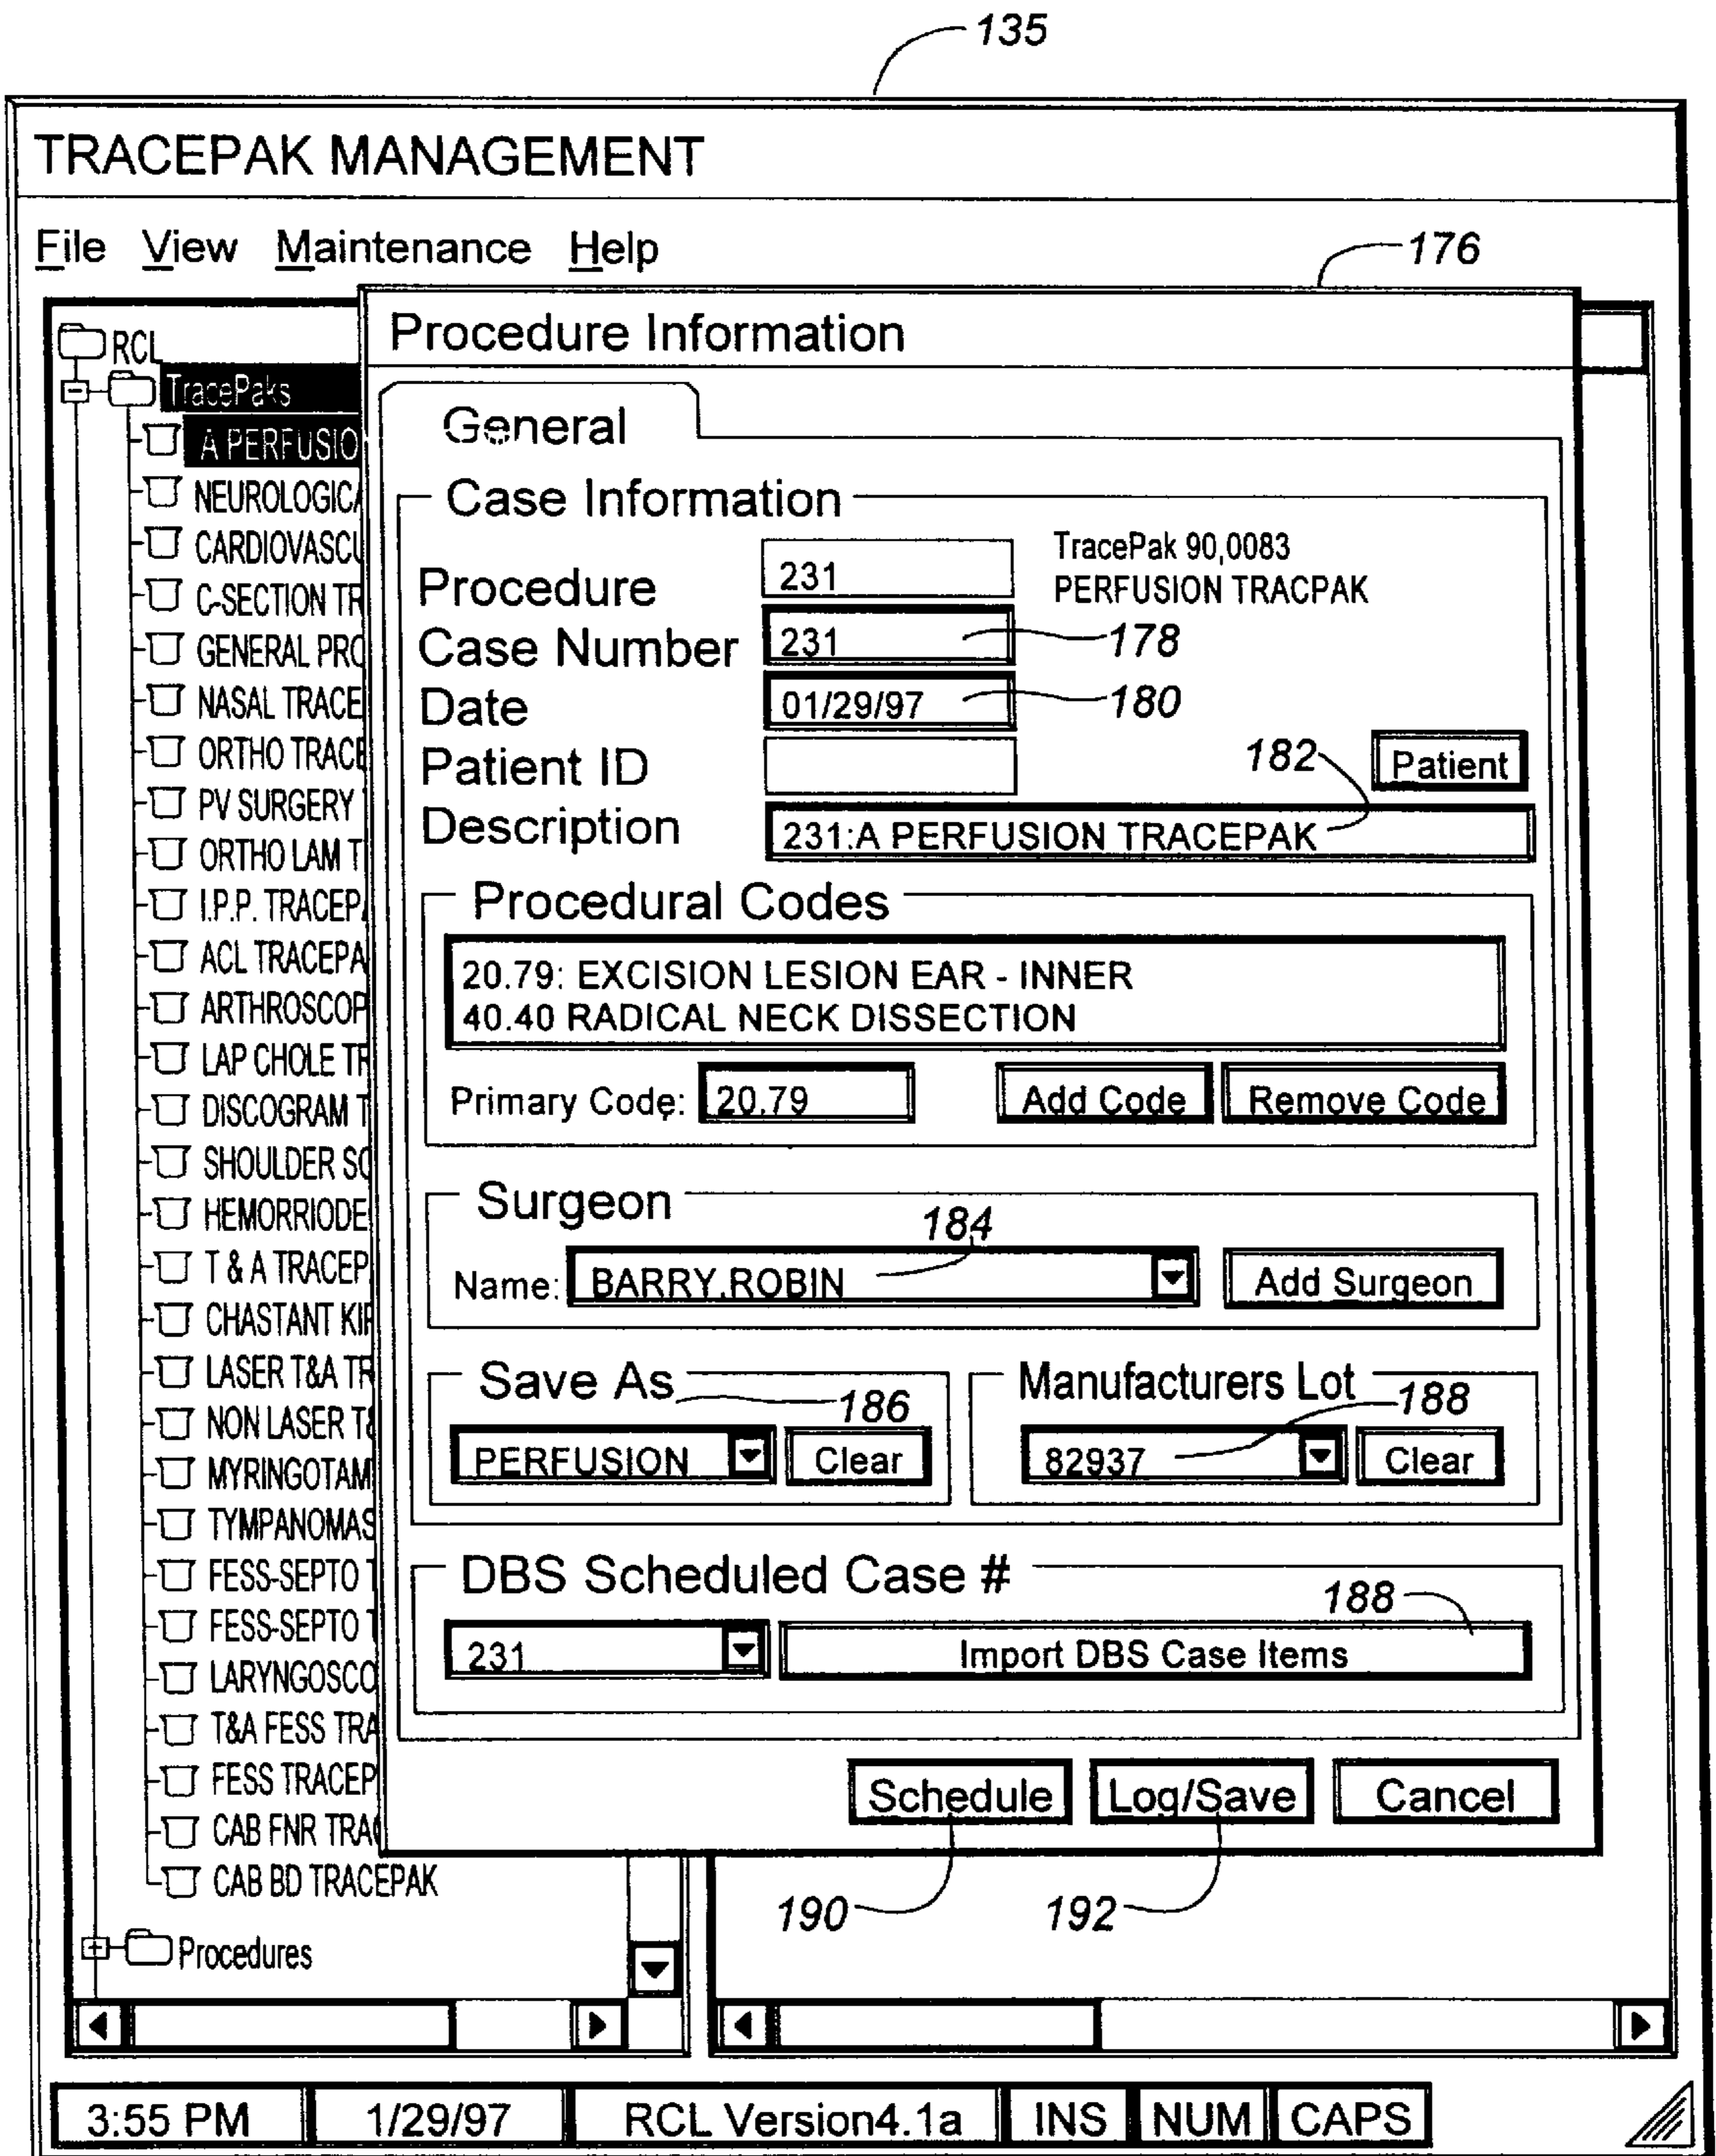 135
TRACEPAK MANAGEMENT
File View Maintenance Help
176
RCL
TracePaks
A PERFUSIO
NEUROLOGICA
CARDIOVASCU
C-SECTION TR
GENERAL PRO
NASAL TRACE
ORTHO TRACE
PV SURGERY
ORTHO LAM T
I.P.P. TRACEPA
ACL TRACEPA
ARTHROSCOP
LAP CHOLE TR
DISCOGRAM T
SHOULDER SC
HEMORRIODE
T & A TRACEP
CHASTANT KIP
LASER T&A TR
NON LASER T&
MYRINGOTAM
TYMPANOMAS
FESS-SEPTO T
FESS-SEPTO T
LARYNGOSCO
T&A FESS TRA
FESS TRACEP
CAB FNR TRAC
CAB BD TRACEPAK
Procedures
Procedure Information
General
Case Information
Procedure 231 TracePak 90,0083
PERFUSION TRACPAK
Case Number 231 178
Date 01/29/97 180
Patient ID 182 Patient
Description 231:A PERFUSION TRACEPAK
Procedural Codes
20.79: EXCISION LESION EAR - INNER
40.40 RADICAL NECK DISSECTION
Primary Code: 20.79 Add Code Remove Code
Surgeon
184
Name: BARRY,ROBIN Add Surgeon
Save As 186 Manufacturers Lot 188
PERFUSION Clear 82937 Clear
DBS Scheduled Case # 188
231 Import DBS Case Items
Schedule Log/Save Cancel
190 192
3:55 PM 1/29/97 RCL Version4.1a INS NUM CAPS